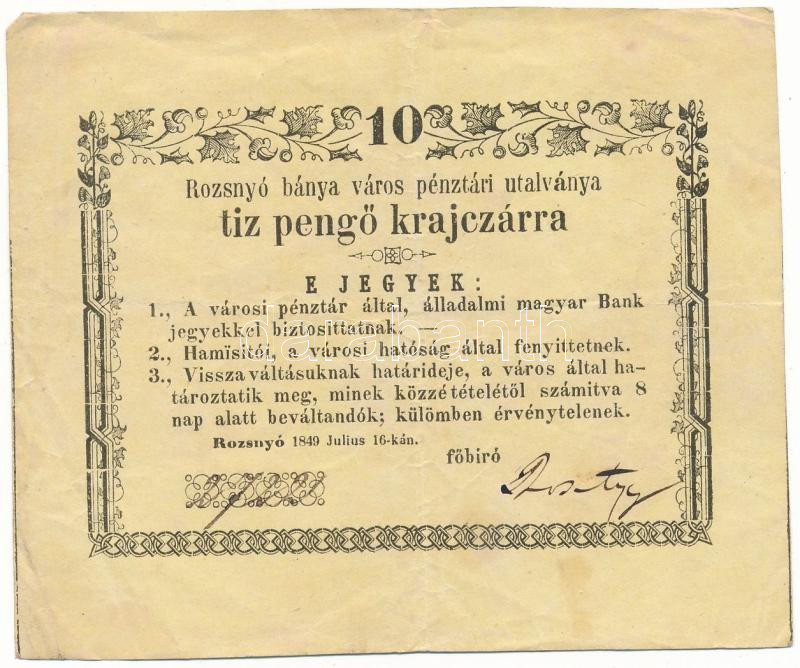 10
Rozsnyó bánya város pénztári utalványa
tiz pengő krajczárra
E JEGYEK:
1., A városi pénztár által, álladalmi magyar Bank
jegyekkel biztosittatnak. —
2., Hamïsitói, a városi hatóság által fenyittetnek.
3., Visszaváltásuknak határideje, a város által ha-
tároztatik meg, minek közzétételétől számitva 8
nap alatt beváltandók; külömben érvénytelenek.
Rozsnyó 1849 Julius 16-kán.
főbiró